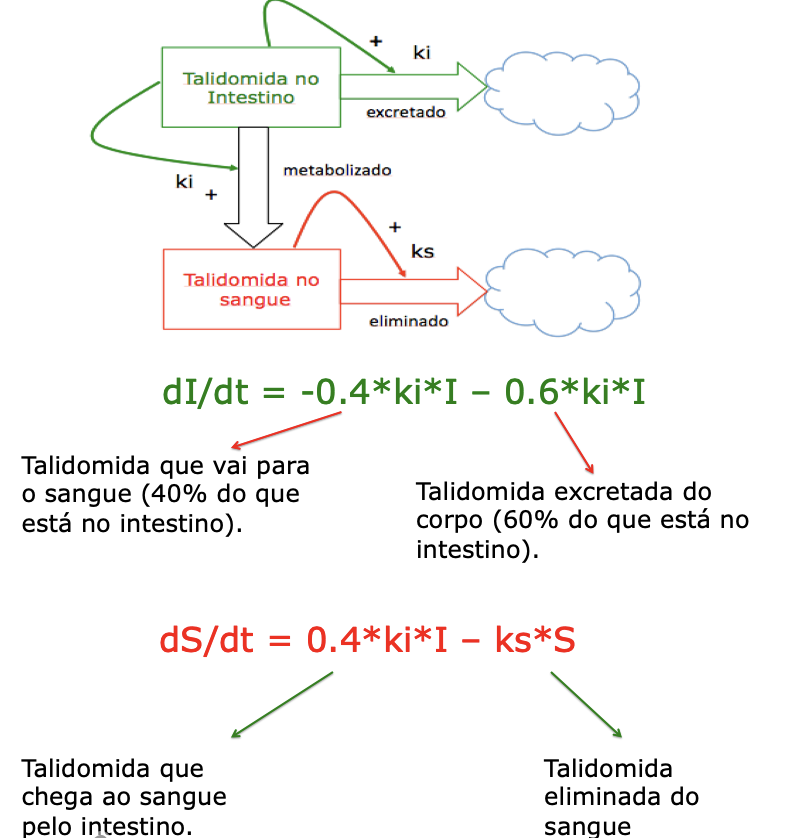 + ki
Talidomida no
Intestino
excretado
metabolizado
ki
+
+
ks
Talidomida no
sangue
eliminado
dI/dt = -0.4*ki*I – 0.6*ki*I
Talidomida que vai para
o sangue (40% do que
está no intestino).
Talidomida excretada do
corpo (60% do que está no
intestino).
dS/dt = 0.4*ki*I – ks*S
Talidomida que
chega ao sangue
pelo intestino.
Talidomida
eliminada do
sangue